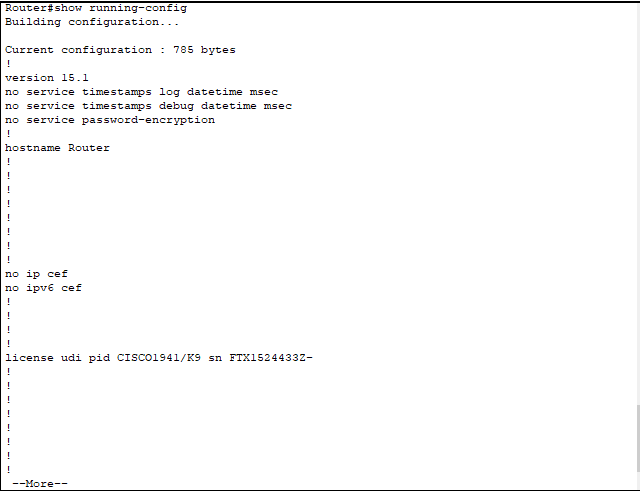 Router#show running-config
Building configuration...
Current configuration : 785 bytes
!
version 15.1
no service timestamps log datetime msec
no service timestamps debug datetime msec
no service password-encryption
!
hostname Router
!
!
!
!
!
!
!
!
no ip cef
no ipv6 cef
!
!
!
!
license udi pid CISCO1941/K9 sn FTX1524433Z-
!
!
!
!
!
!
!
!
--More--